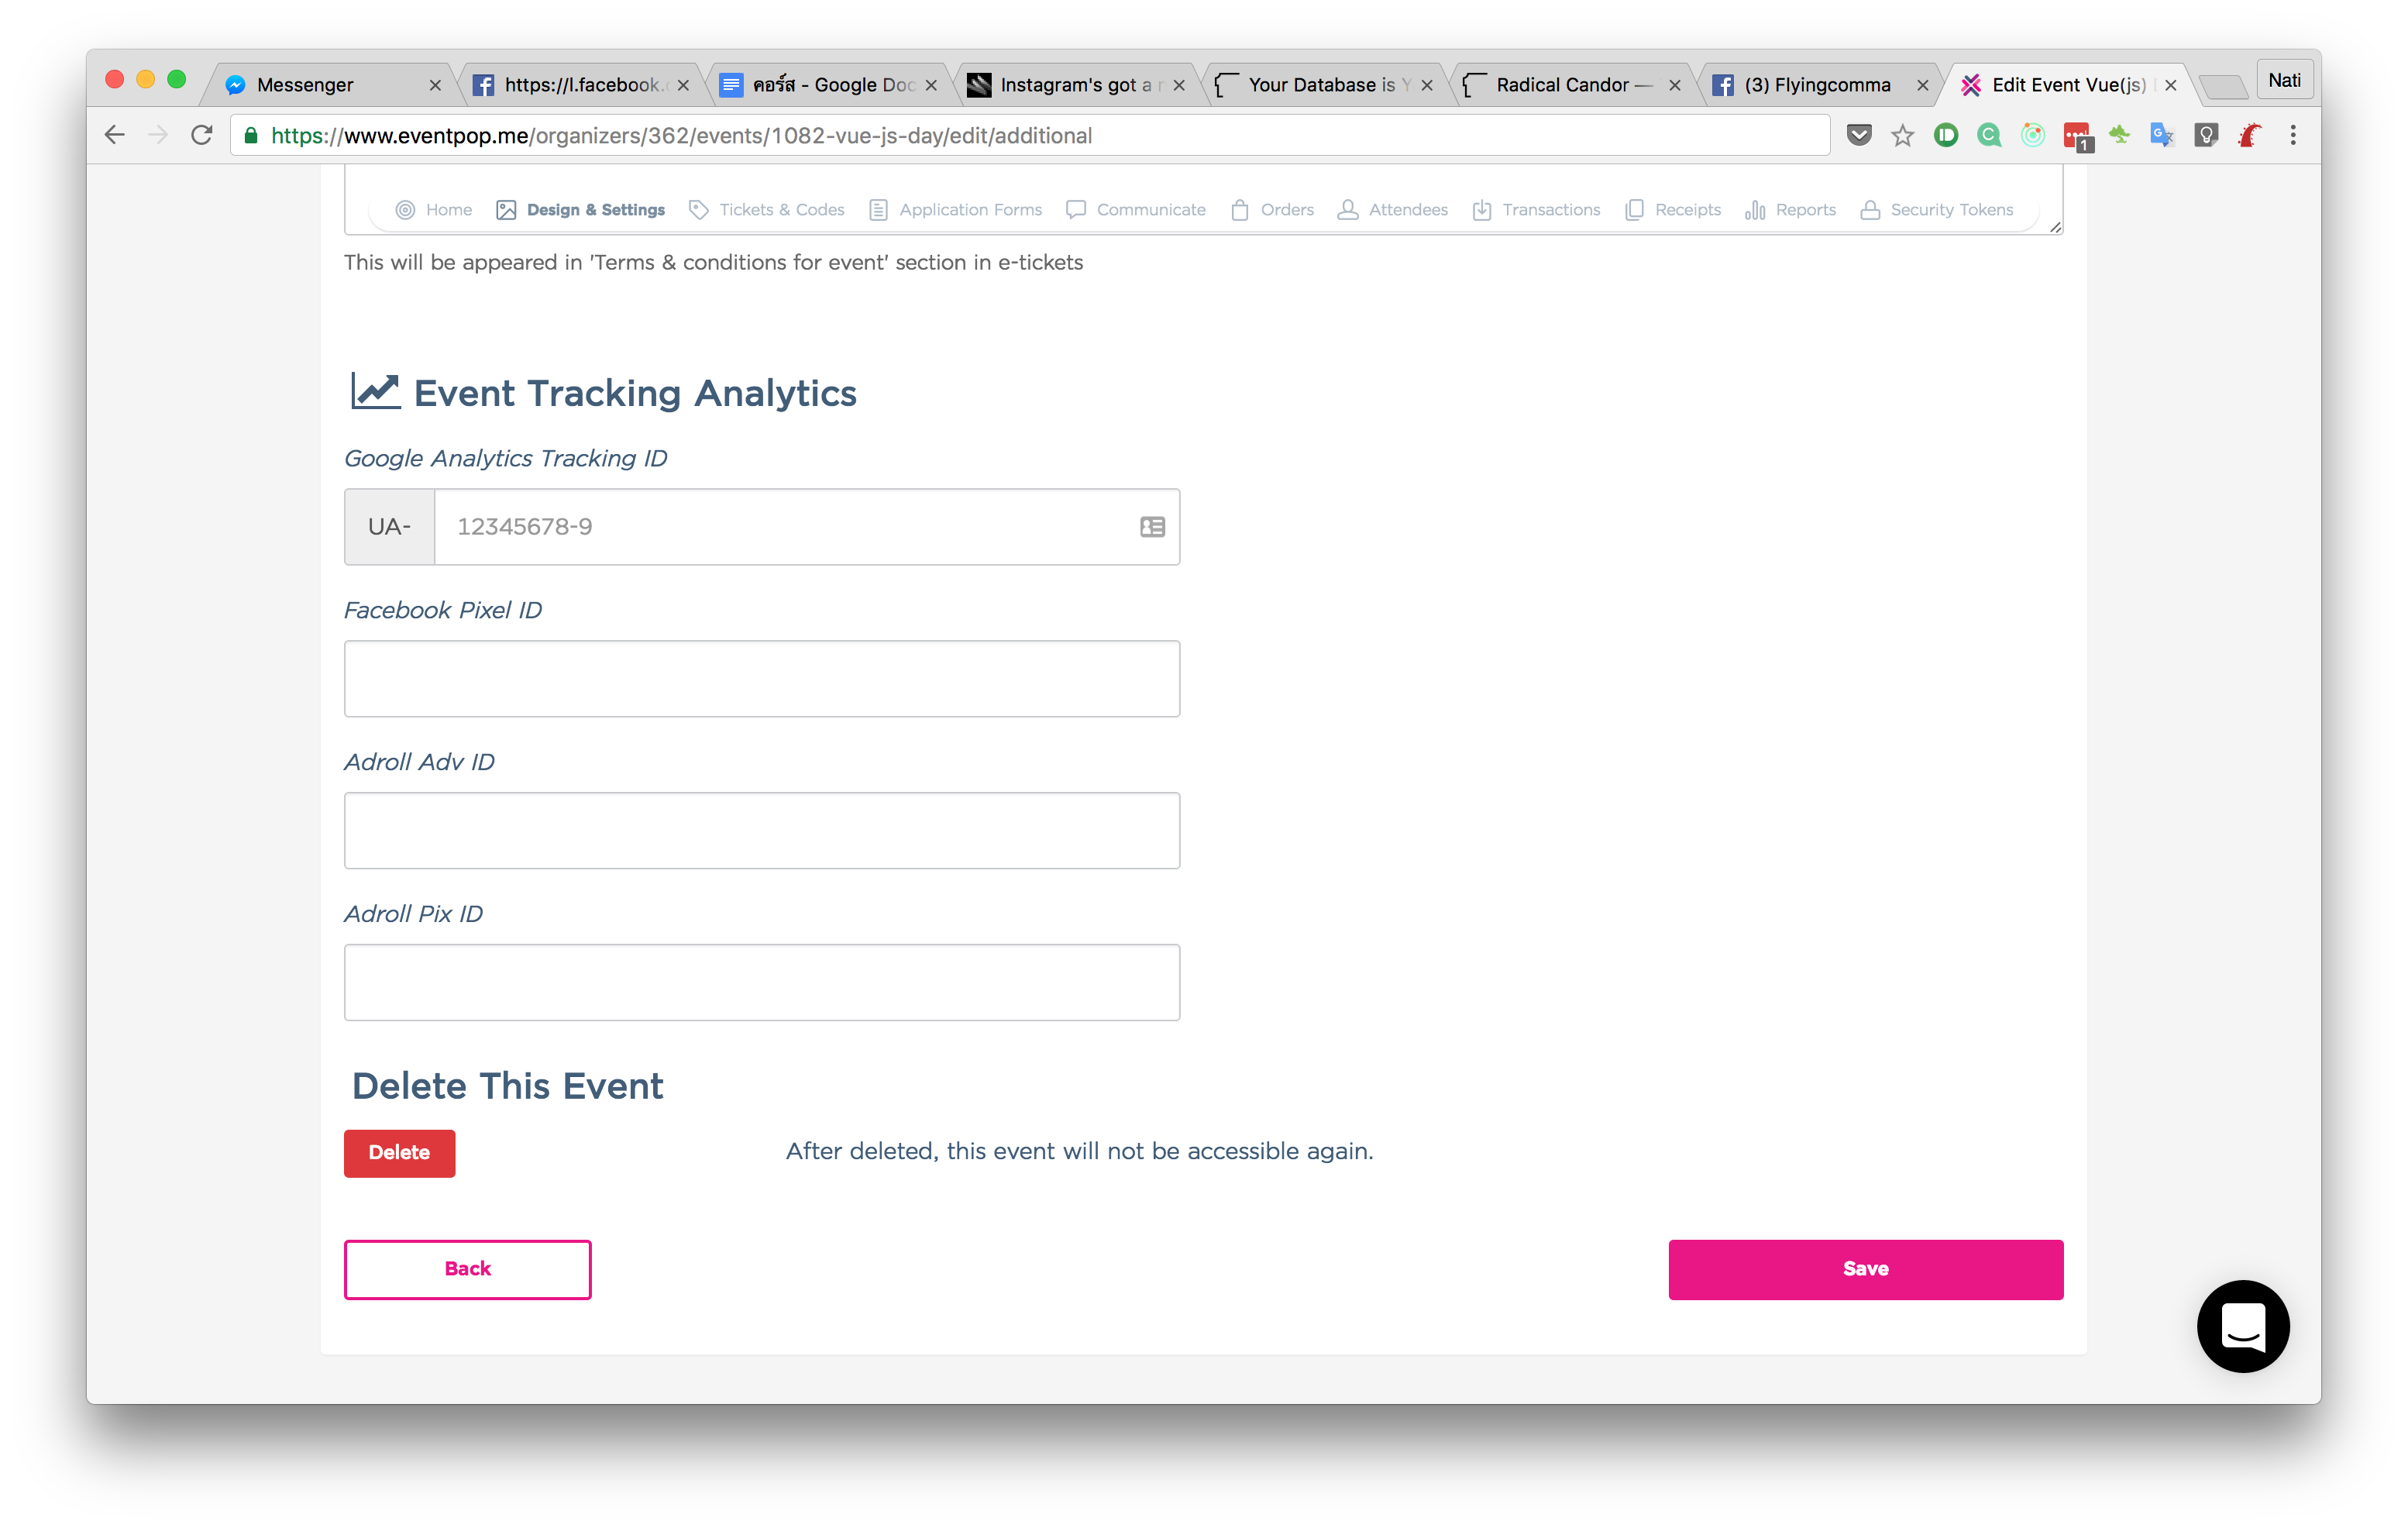 Messenger
https://l.facebook.
คอร์ส - Google Doc
Instagram's got a
Your Database is Y
Radical Candor —
(3) Flyingcomma
Edit Event Vue(js)
Nati
https://www.eventpop.me/organizers/362/events/1082-vue-js-day/edit/additional
1
Home
Design & Settings
Tickets & Codes
Application Forms
Communicate
Orders
Attendees
Transactions
Receipts
Reports
Security Tokens
This will be appeared in 'Terms & conditions for event' section in e-tickets
Event Tracking Analytics
Google Analytics Tracking ID
UA- 12345678-9
Facebook Pixel ID
Adroll Adv ID
Adroll Pix ID
Delete This Event
Delete
After deleted, this event will not be accessible again.
Back
Save